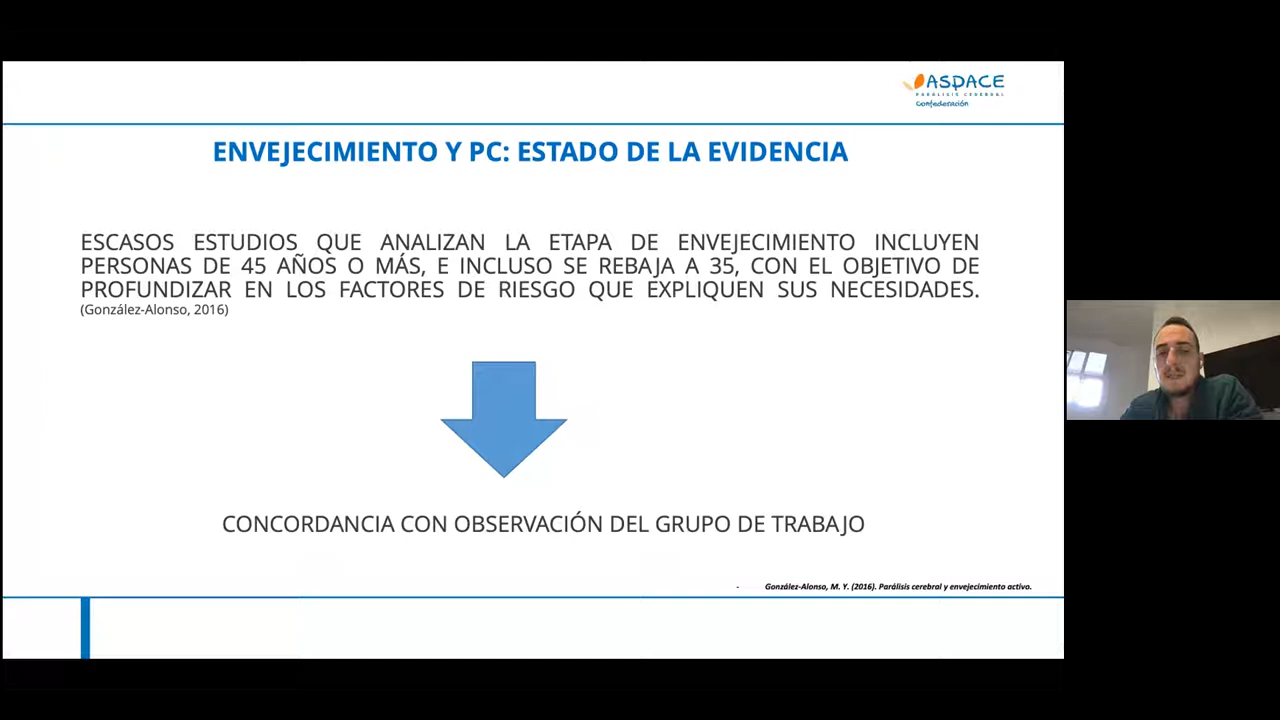 ASPACE
PARÁLISIS CEREBRAL
Confederación
ENVEJECIMIENTO Y PC: ESTADO DE LA EVIDENCIA
ESCASOS ESTUDIOS QUE ANALIZAN LA ETAPA DE ENVEJECIMIENTO INCLUYEN
PERSONAS DE 45 AÑOS O MÁS, E INCLUSO SE REBAJA A 35, CON EL OBJETIVO DE
PROFUNDIZAR EN LOS FACTORES DE RIESGO QUE EXPLIQUEN SUS NECESIDADES.
(González-Alonso, 2016)
CONCORDANCIA CON OBSERVACIÓN DEL GRUPO DE TRABAJO
- González-Alonso, M. Y. (2016). Parálisis cerebral y envejecimiento activo.